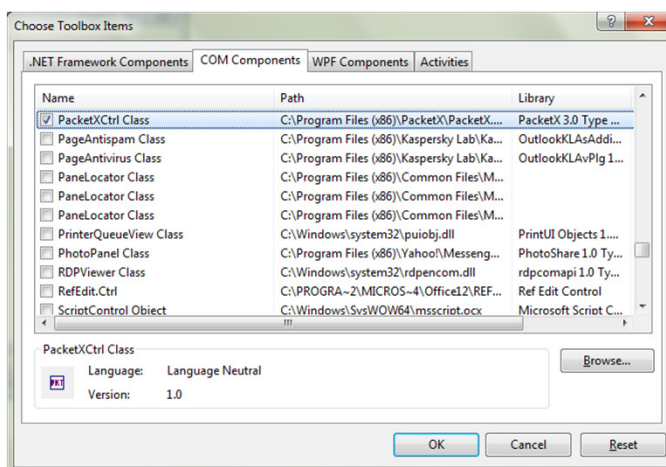 Choose Toolbox Items
.NET Framework Components COM Components WPF Components Activities
Name Path Library
PacketXCtrl Class C:\Program Files (x86)\PacketX\PacketX.... PacketX 3.0 Type ...
PageAntispam Class C:\Program Files (x86)\Kaspersky Lab\Ka... OutlookKLAsAddi...
PageAntivirus Class C:\Program Files (x86)\Kaspersky Lab\Ka... OutlookKLAvPlg 1...
PaneLocator Class C:\Program Files (x86)\Common Files\M...
PaneLocator Class C:\Program Files (x86)\Common Files\M...
PaneLocator Class C:\Program Files (x86)\Common Files\M...
PrinterQueueView Class C:\Windows\system32\puiobj.dll PrintUI Objects 1....
PhotoPanel Class C:\Program Files (x86)\Yahoo!\Messeng... PhotoShare 1.0 Ty...
RDPViewer Class C:\Windows\system32\rdpencom.dll rdpcomapi 1.0 Ty...
RefEdit.Ctrl C:\PROGRA~2\MICROS~4\Office12\REF... Ref Edit Control
ScriptControl Object C:\Windows\SysWOW64\msscript.ocx Microsoft Script C...
PacketXCtrl Class
Language: Language Neutral
PKT
Version: 1.0
Browse...
OK Cancel Reset